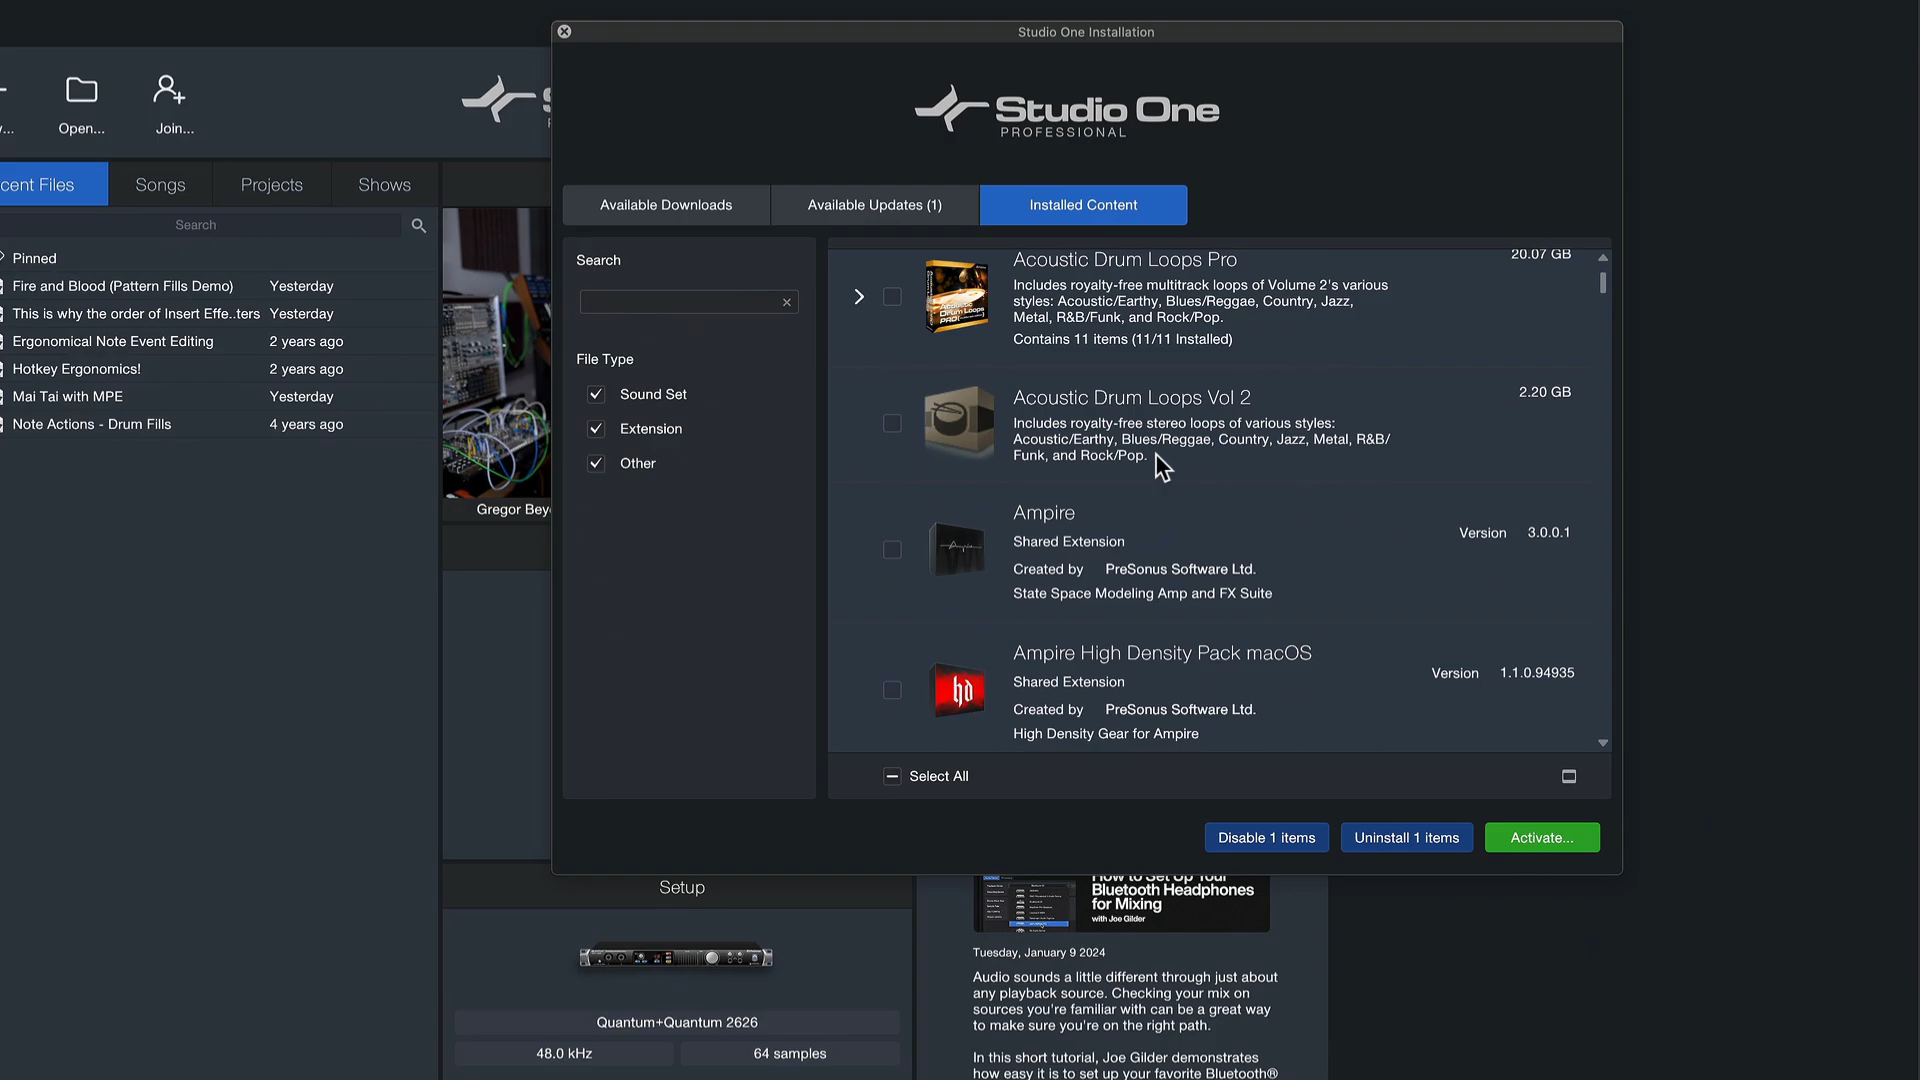 Studio One Installation
Open...
Join...
Studio One
PROFESSIONAL
cent Files
Songs
Projects
Shows
Search
Pinned
Fire and Blood (Pattern Fills Demo) Yesterday
This is why the order of Insert Effe..ters Yesterday
Ergonomical Note Event Editing 2 years ago
Hotkey Ergonomics! 2 years ago
Mai Tai with MPE Yesterday
Note Actions - Drum Fills 4 years ago
Gregor Bey
Available Downloads
Available Updates (1)
Installed Content
Search
File Type
Sound Set
Extension
Other
Acoustic Drum Loops Pro
20.07 GB
Includes royalty-free multitrack loops of Volume 2's various
styles: Acoustic/Earthy, Blues/Reggae, Country, Jazz,
Metal, R&B/Funk, and Rock/Pop.
Contains 11 items (11/11 Installed)
Acoustic Drum Loops Vol 2
2.20 GB
Includes royalty-free stereo loops of various styles:
Acoustic/Earthy, Blues/Reggae, Country, Jazz, Metal, R&B/
Funk, and Rock/Pop.
Ampire
Shared Extension
Version 3.0.0.1
Created by PreSonus Software Ltd.
State Space Modeling Amp and FX Suite
hd
Ampire High Density Pack macOS
Shared Extension
Version 1.1.0.94935
Created by PreSonus Software Ltd.
High Density Gear for Ampire
Select All
Disable 1 items
Uninstall 1 items
Activate...
Setup
Quantum+Quantum 2626
48.0 kHz
64 samples
How to Set Up Your
Bluetooth Headphones
for Mixing
with Joe Gilder
Tuesday, January 9 2024
Audio sounds a little different through just about
any playback source. Checking your mix on
sources you're familiar with can be a great way
to make sure you're on the right path.
In this short tutorial, Joe Gilder demonstrates
how easy it is to set up your favorite Bluetooth®